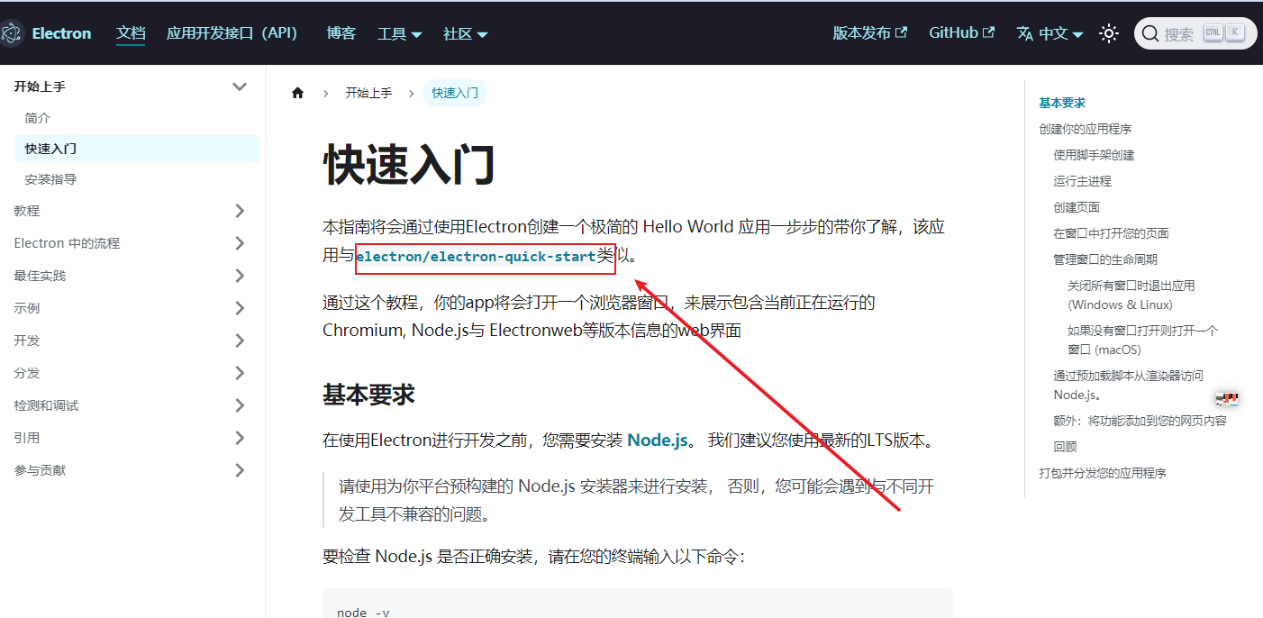 Electron 文档 应用开发接口（API） 博客 工具 社区 版本发布 GitHub 中文 搜索 CTRL K
开始上手
简介
快速入门
安装指导
教程
Electron 中的流程
最佳实践
示例
开发
分发
检测和调试
引用
参与贡献
开始上手 快速入门
快速入门
本指南将会通过使用Electron创建一个极简的 Hello World 应用一步步的带你了解，该应
用与electron/electron-quick-start类似。
通过这个教程，你的app将会打开一个浏览器窗口，来展示包含当前正在运行的
Chromium, Node.js与 Electronweb等版本信息的web界面
基本要求
在使用Electron进行开发之前，您需要安装 Node.js。 我们建议您使用最新的LTS版本。
请使用为你平台预构建的 Node.js 安装器来进行安装， 否则，您可能会遇到与不同开
发工具不兼容的问题。
要检查 Node.js 是否正确安装，请在您的终端输入以下命令：
node -v
基本要求
创建你的应用程序
使用脚手架创建
运行主进程
创建页面
在窗口中打开您的页面
管理窗口的生命周期
关闭所有窗口时退出应用
(Windows & Linux)
如果没有窗口打开则打开一个
窗口 (macOS)
通过预加载脚本从渲染器访问
Node.js。
额外：将功能添加到您的网页内容
回顾
打包并分发您的应用程序